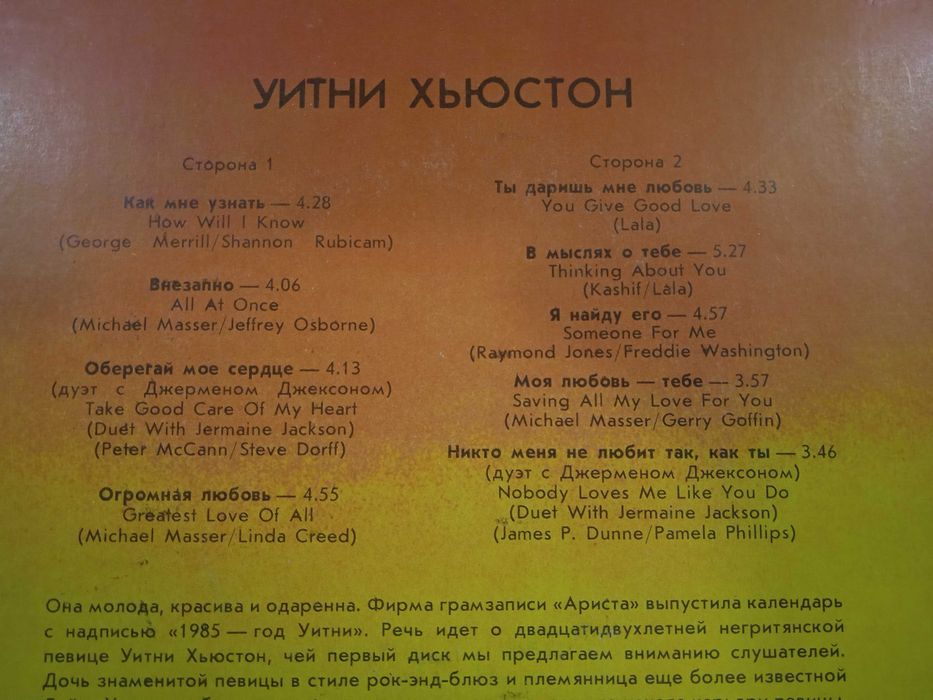 УИТНИ ХЬЮСТОН
Сторона 1
Как мне узнать — 4.28
How Will I Know
(George Merrill/Shannon Rubicam)
Внезапно — 4.06
All At Once
(Michael Masser/Jeffrey Osborne)
Оберегай мое сердце — 4.13
(дуэт с Джерменом Джексоном)
Take Good Care Of My Heart
(Duet With Jermaine Jackson)
(Peter McCann/Steve Dorff)
Огромная любовь — 4.55
Greatest Love Of All
(Michael Masser/Linda Creed)
Сторона 2
Ты даришь мне любовь — 4.33
You Give Good Love
(Lala)
В мыслях о тебе — 5.27
Thinking About You
(Kashif/Lala)
Я найду его — 4.57
Someone For Me
(Raymond Jones/Freddie Washington)
Моя любовь — тебе — 3.57
Saving All My Love For You
(Michael Masser/Gerry Goffin)
Никто меня не любит так, как ты — 3.46
(дуэт с Джерменом Джексоном)
Nobody Loves Me Like You Do
(Duet With Jermaine Jackson)
(James P. Dunne/Pamela Phillips)
Она молода, красива и одаренна. Фирма грамзаписи «Ариста» выпустила календарь
с надписью «1985 — год Уитни». Речь идет о двадцатидвухлетней негритянской
певице Уитни Хьюстон, чей первый диск мы предлагаем вниманию слушателей.
Дочь знаменитой певицы в стиле рок-энд-блюз и племянница еще более известной